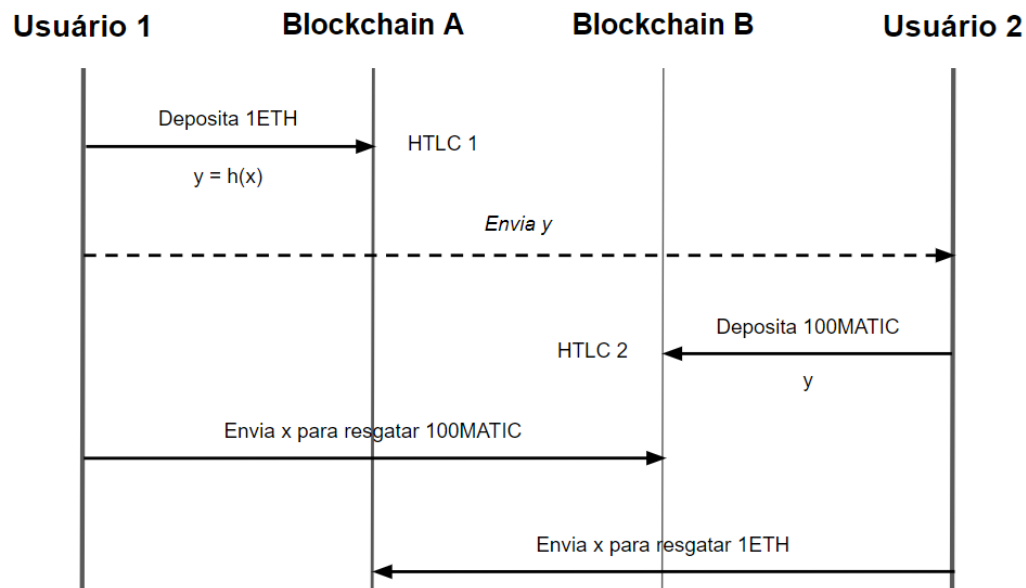 Usuário 1
Blockchain A
Blockchain B
Usuário 2
Deposita 1ETH
HTLC 1
y = h(x)
Envia y
Deposita 100MATIC
HTLC 2
y
Envia x para resgatar 100MATIC
Envia x para resgatar 1ETH